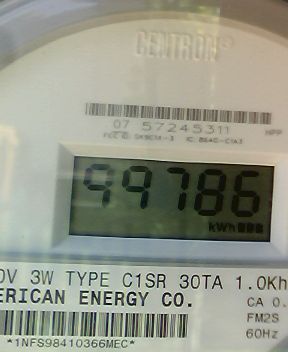 CENTRON®
07 57245311
99786
kWh
0V 3W TYPE C1SR 30TA 1.0Kh
ERICAN ENERGY CO.
CA 0.
FM2S
60Hz
*1NFS98410366MEC*